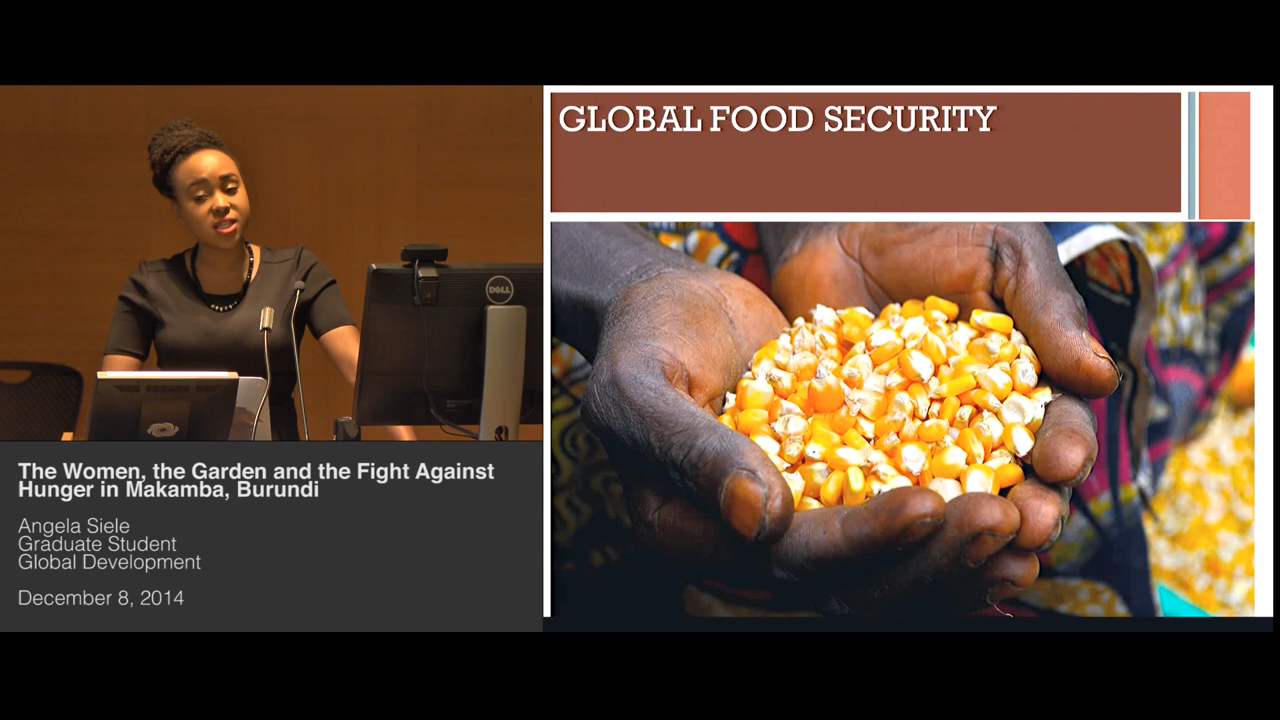 GLOBAL FOOD SECURITY
DELL
The Women, the Garden and the Fight Against
Hunger in Makamba, Burundi
Angela Siele
Graduate Student
Global Development
December 8, 2014